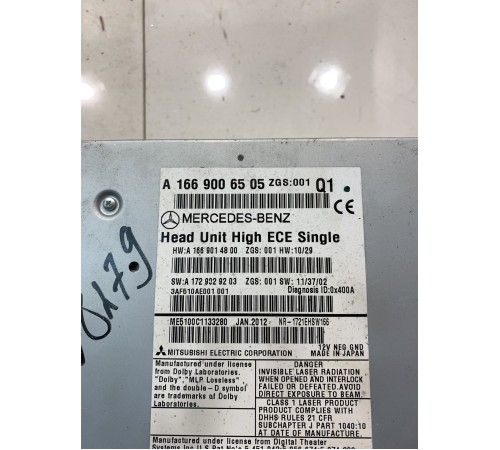 A 166 900 65 05 ZGS:001 Q1
MERCEDES-BENZ
CE
Head Unit High ECE Single
HW:A 166 901 48 00 ZGS: 001 HW:10/29
SW:A 172 902 92 03 ZGS: 001 SW: 11/37/02
3AF510AE001 001 Diagnosis ID:0x400A
ME5100C1133280 JAN.2012 NR-1721EHSW166
12V NEG GND
MITSUBISHI ELECTRIC CORPORATION MADE IN JAPAN
Manufactured under license from
Dolby Laboratories.
"Dolby","MLP Lossless",
and the double-D symbol
are trademarks of Dolby
Laboratories.
DANGER
INVISIBLE LASER RADIATION
WHEN OPENED AND INTERLOCK
FAILED OR DEFEATED.AVOID
DIRECT EXPOSURE TO BEAM.
CLASS 1 LASER PRODUCT
PRODUCT COMPLIES WITH
DHHS RULES 21 CFR
SUBCHAPTER J PART 1040:10
AT DATE OF MANUFACTURE.
Manufactured under license from Digital Theater
0179